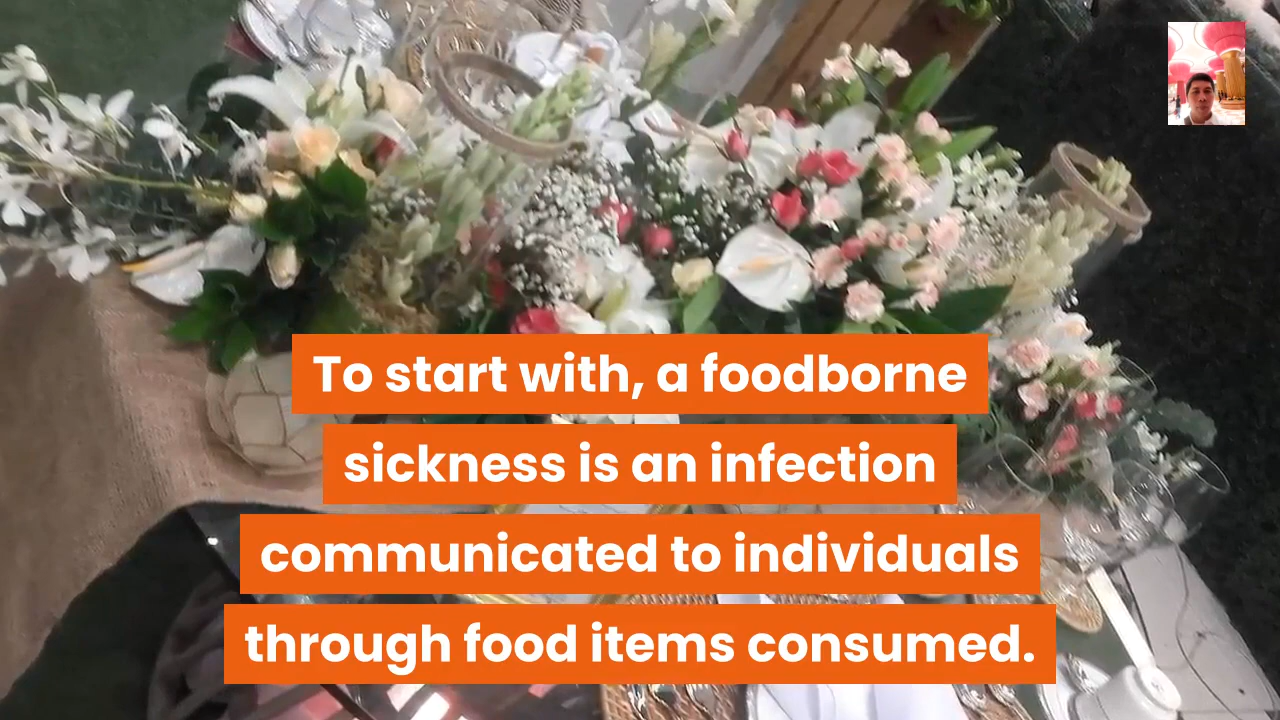 To start with, a foodborne
sickness is an infection
communicated to individuals
through food items consumed.